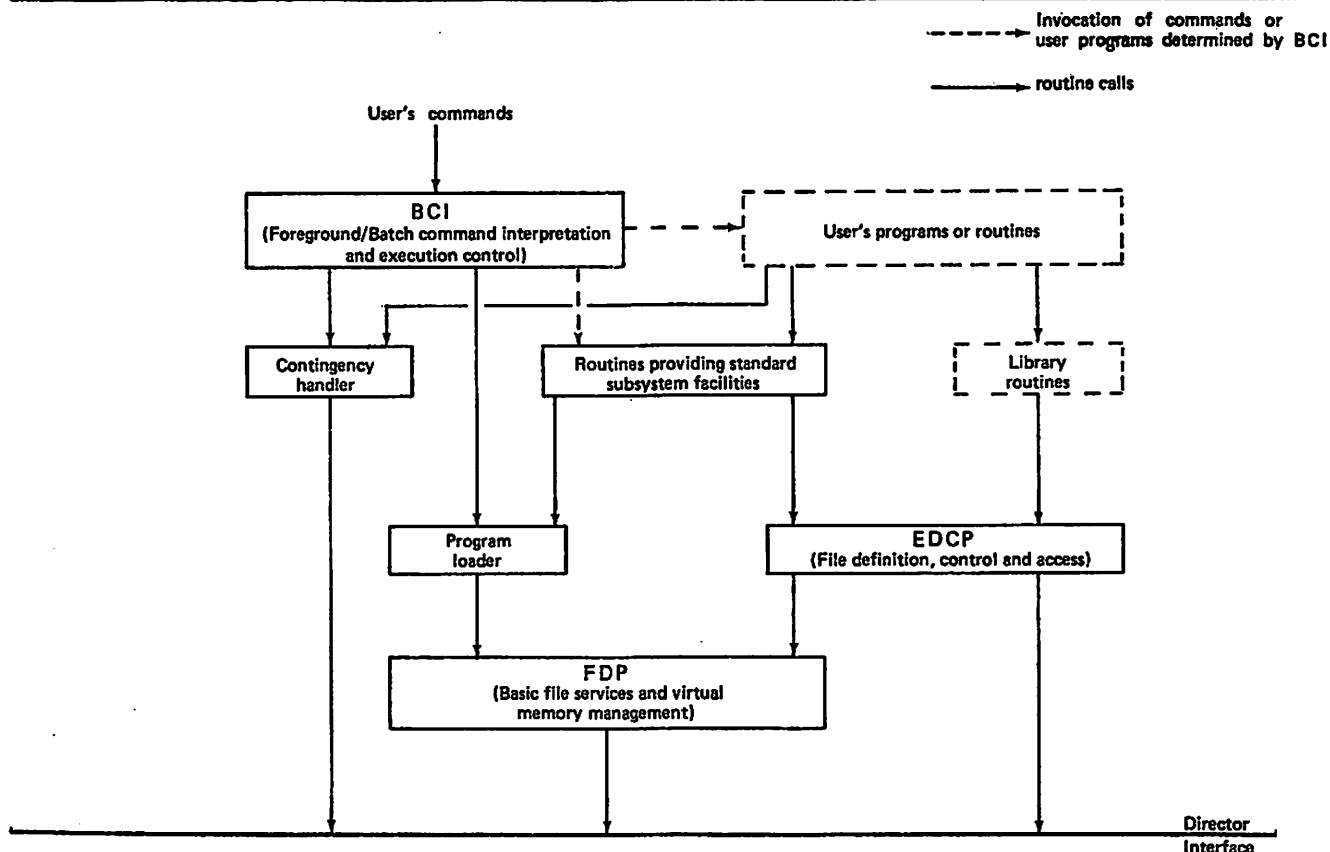 Invocation of commands or
user programs determined by BCI
routine calls
User's commands
BCI
(Foreground/Batch command interpretation
and execution control)
User's programs or routines
Contingency
handler
Routines providing standard
subsystem facilities
Library
routines
Program
loader
EDCP
(File definition, control and access)
FDP
(Basic file services and virtual
memory management)
Director
Interface